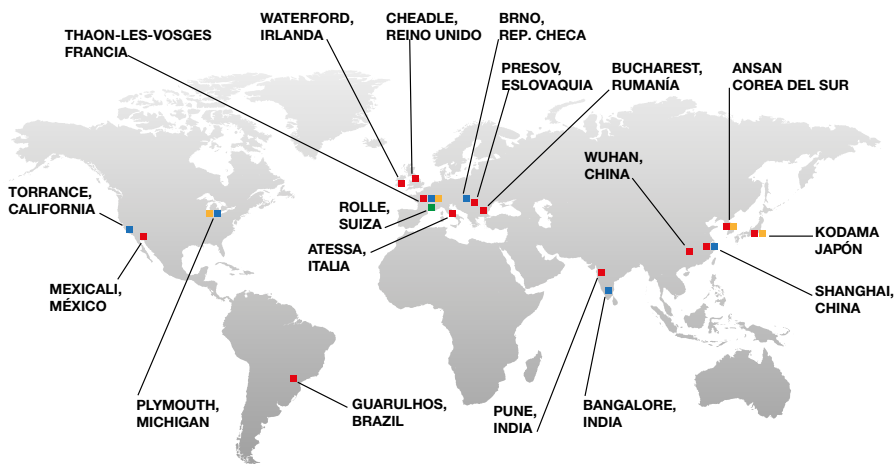 THAON-LES-VOSGES
FRANCIA
WATERFORD,
IRLANDA
CHEADLE,
REINO UNIDO
BRNO,
REP. CHECA
PRESOV,
ESLOVAQUIA
BUCHAREST,
RUMANÍA
ANSAN
COREA DEL SUR
WUHAN,
CHINA
TORRANCE,
CALIFORNIA
ROLLE,
SUIZA
ATESSA,
ITALIA
KODAMA
JAPÓN
MEXICALI,
MÉXICO
SHANGHAI,
CHINA
PLYMOUTH,
MICHIGAN
GUARULHOS,
BRAZIL
PUNE,
INDIA
BANGALORE,
INDIA